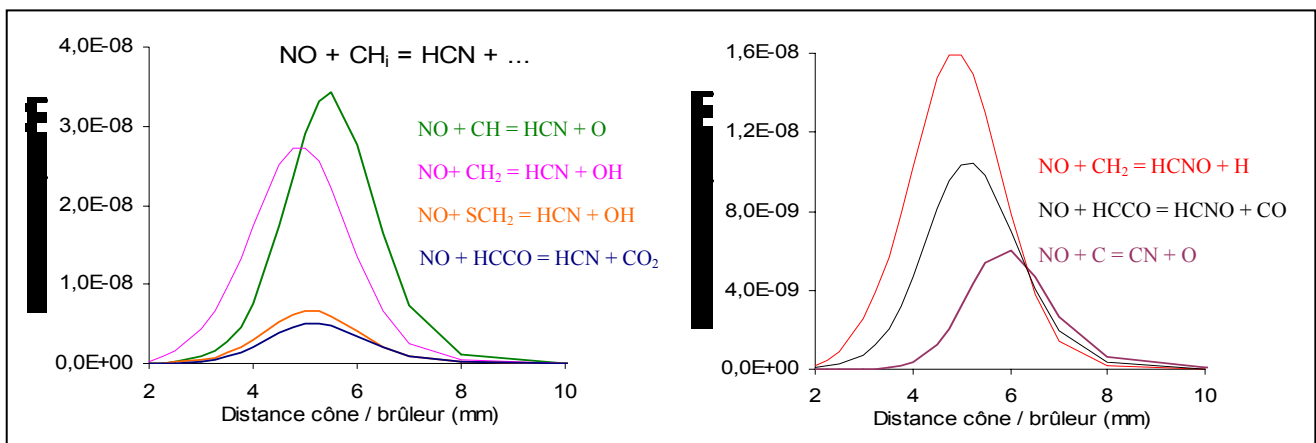 4,0E-08
3,0E-08
2,0E-08
1,0E-08
0,0E+00
NO + CHᵢ = HCN + ...
NO + CH = HCN + O
NO+ CH₂ = HCN + OH
NO+ SCH₂ = HCN + OH
NO + HCCO = HCN + CO₂
2 4 6 8 10
Distance cône / brûleur (mm)
1,6E-08
1,2E-08
8,0E-09
4,0E-09
0,0E+00
NO + CH₂ = HCNO + H
NO + HCCO = HCNO + CO
NO + C = CN + O
2 4 6 8 10
Distance cône / brûleur (mm)